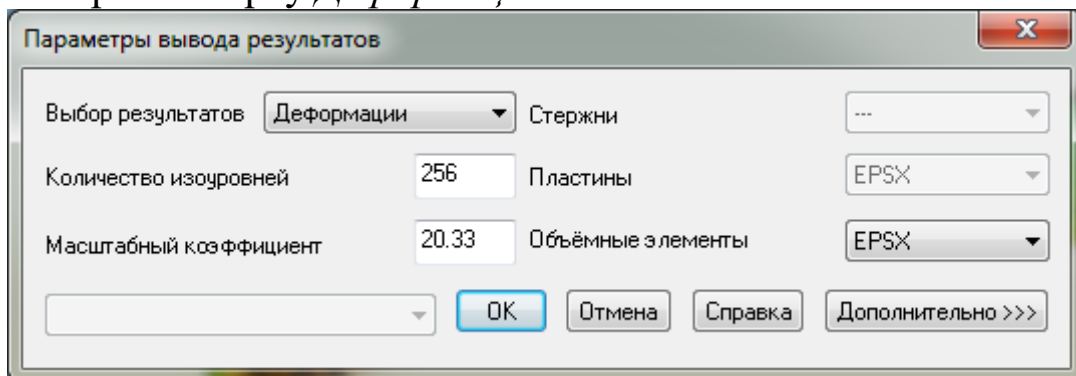 Параметры вывода результатов
Выбор результатов Деформации Стержни ---
Количество изоуровней 256 Пластины EPSX
Масштабный коэффициент 20.33 Объёмные элементы EPSX
OK Отмена Справка Дополнительно >>>